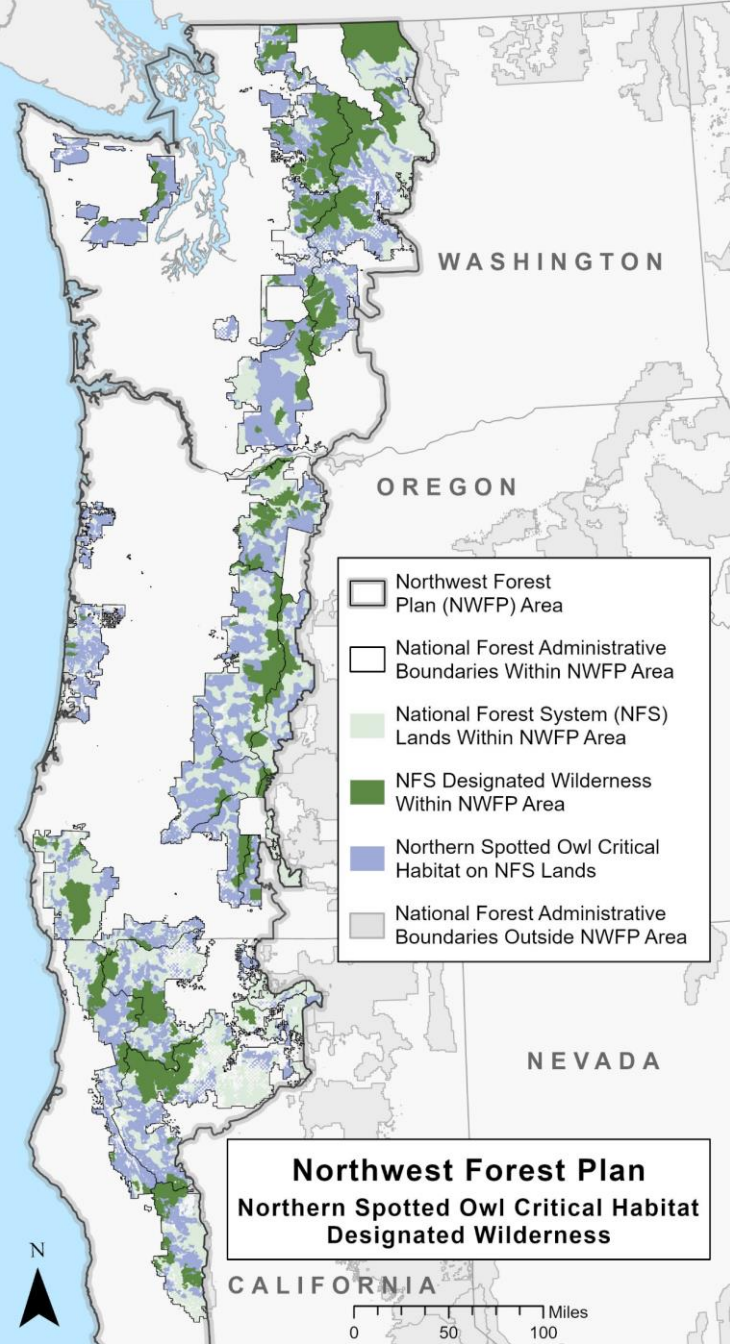 WASHINGTON
OREGON
Northwest Forest
Plan (NWFP) Area
National Forest Administrative
Boundaries Within NWFP Area
National Forest System (NFS)
Lands Within NWFP Area
NFS Designated Wilderness
Within NWFP Area
Northern Spotted Owl Critical
Habitat on NFS Lands
National Forest Administrative
Boundaries Outside NWFP Area
NEVADA
Northwest Forest Plan
Northern Spotted Owl Critical Habitat
Designated Wilderness
N
CALIFORNIA
Miles
0 50 100